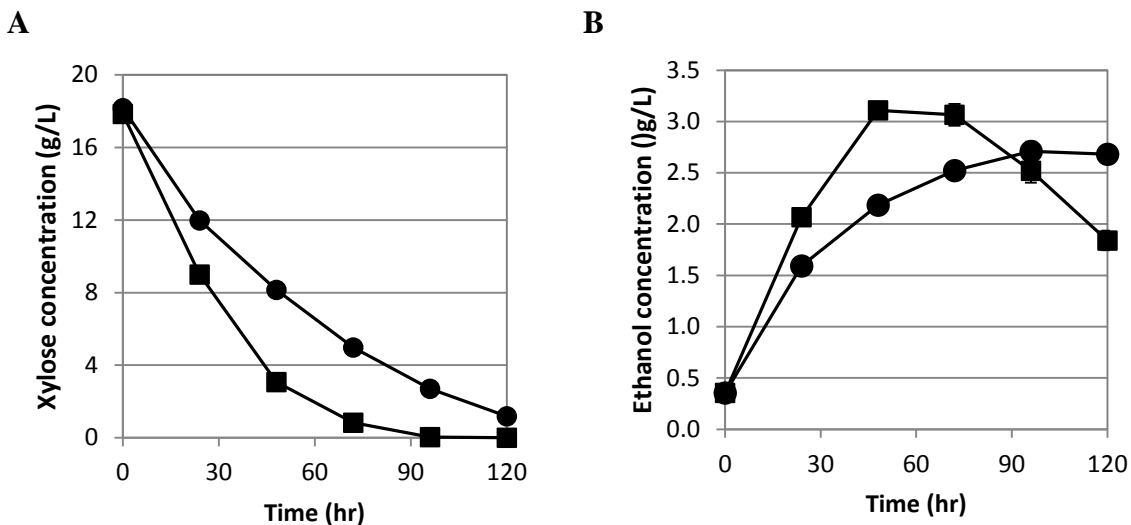 A
B
Xylose concentration (g/L)
20
16
12
8
4
0
0 30 60 90 120
Time (hr)
Ethanol concentration ()g/L)
3.5
3.0
2.5
2.0
1.5
1.0
0.5
0.0
0 30 60 90 120
Time (hr)